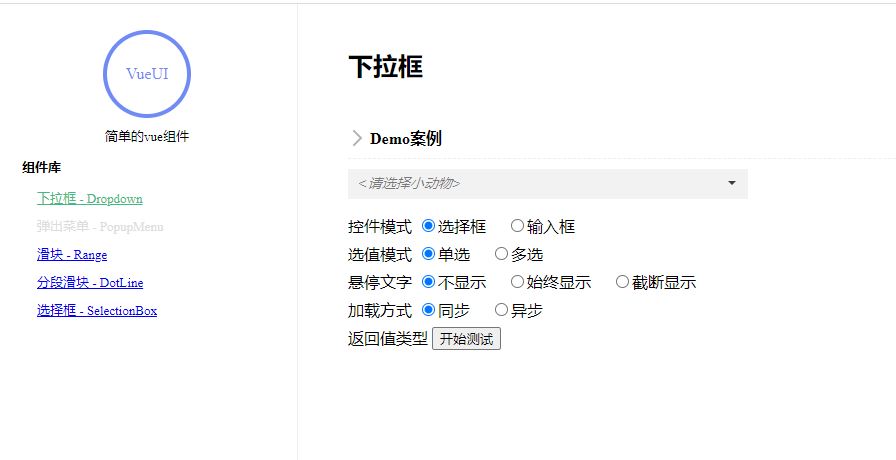 VueUI
简单的vue组件
组件库
下拉框 - Dropdown
弹出菜单 - PopupMenu
滑块 - Range
分段滑块 - DotLine
选择框 - SelectionBox
下拉框
Demo案例
<请选择小动物>
控件模式 选择框 输入框
选值模式 单选 多选
悬停文字 不显示 始终显示 截断显示
加载方式 同步 异步
返回值类型 开始测试